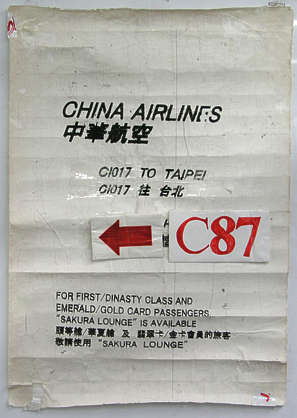 CHINA AIRLINES
中華航空
CI017 TO TAIPEI
CI017 往 台北
C87
FOR FIRST/DINASTY CLASS AND
EMERALD/GOLD CARD PASSENGERS,
"SAKURA LOUNGE" IS AVAILABLE
頭等艙/華夏艙 及 翡翠卡/金卡會員的旅客
敬請使用 "SAKURA LOUNGE"